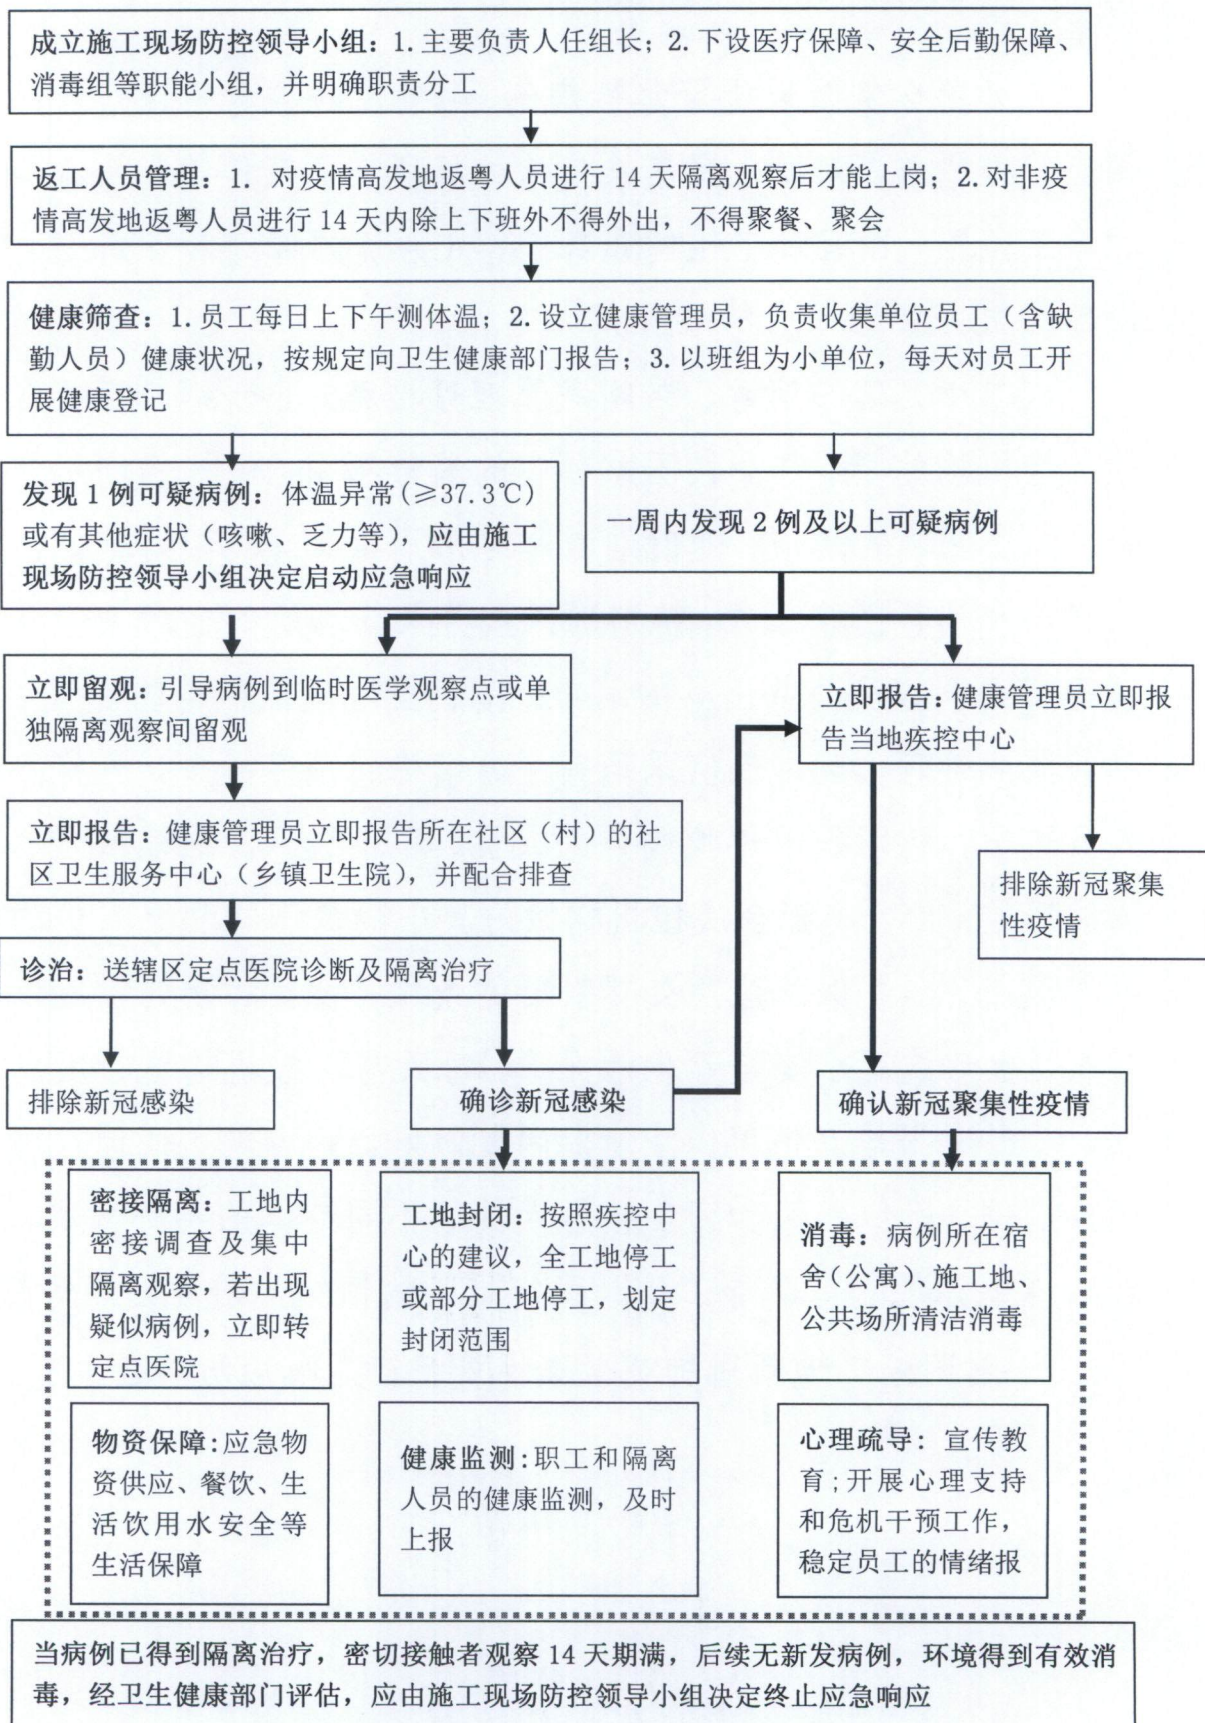 成立施工现场防控领导小组：1.主要负责人任组长；2.下设医疗保障、安全后勤保障、
消毒组等职能小组，并明确职责分工
返工人员管理：1. 对疫情高发地返粤人员进行 14 天隔离观察后才能上岗；2.对非疫
情高发地返粤人员进行 14 天内除上下班外不得外出，不得聚餐、聚会
健康筛查：1.员工每日上下午测体温；2.设立健康管理员，负责收集单位员工（含缺
勤人员）健康状况，按规定向卫生健康部门报告；3.以班组为小单位，每天对员工开
展健康登记
发现 1 例可疑病例：体温异常(≥37.3℃)
或有其他症状（咳嗽、乏力等），应由施工
现场防控领导小组决定启动应急响应
一周内发现 2 例及以上可疑病例
立即留观：引导病例到临时医学观察点或单
独隔离观察间留观
立即报告：健康管理员立即报
告当地疾控中心
立即报告：健康管理员立即报告所在社区（村）的社
区卫生服务中心（乡镇卫生院），并配合排查
排除新冠聚集
性疫情
诊治：送辖区定点医院诊断及隔离治疗
排除新冠感染
确诊新冠感染
确认新冠聚集性疫情
密接隔离：工地内
密接调查及集中
隔离观察，若出现
疑似病例，立即转
定点医院
工地封闭：按照疾控中
心的建议，全工地停工
或部分工地停工，划定
封闭范围
消毒：病例所在宿
舍（公寓）、施工地、
公共场所清洁消毒
物资保障：应急物
资供应、餐饮、生
活饮用水安全等
生活保障
健康监测：职工和隔离
人员的健康监测，及时
上报
心理疏导：宣传教
育；开展心理支持
和危机干预工作，
稳定员工的情绪报
当病例已得到隔离治疗，密切接触者观察 14 天期满，后续无新发病例，环境得到有效消
毒，经卫生健康部门评估，应由施工现场防控领导小组决定终止应急响应